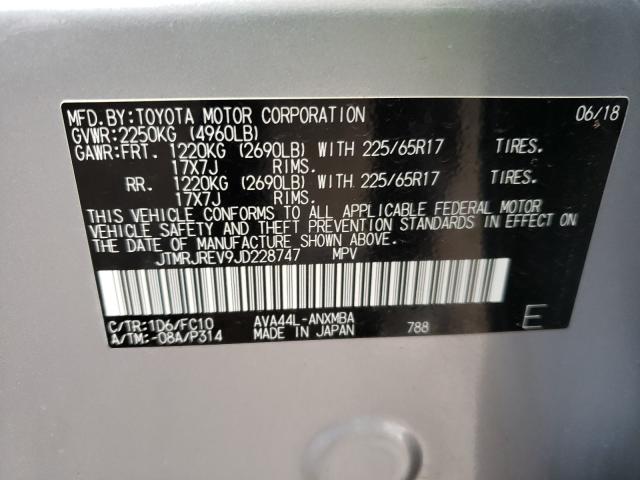 MFD.BY:TOYOTA MOTOR CORPORATION 06/18
GVWR:2250KG (4960LB)
GAWR:FRT. 1220KG (2690LB) WITH 225/65R17 TIRES.
17X7J RIMS.
RR. 1220KG (2690LB) WITH 225/65R17 TIRES.
17X7J RIMS.
THIS VEHICLE CONFORMS TO ALL APPLICABLE FEDERAL MOTOR
VEHICLE SAFETY AND THEFT PREVENTION STANDARDS IN EFFECT ON
THE DATE OF MANUFACTURE SHOWN ABOVE.
JTMRJREV9JD228747 MPV
C/TR:1D6/FC10 AVA44L-ANXMBA
A/TM:-08A/P314 MADE IN JAPAN 788 E